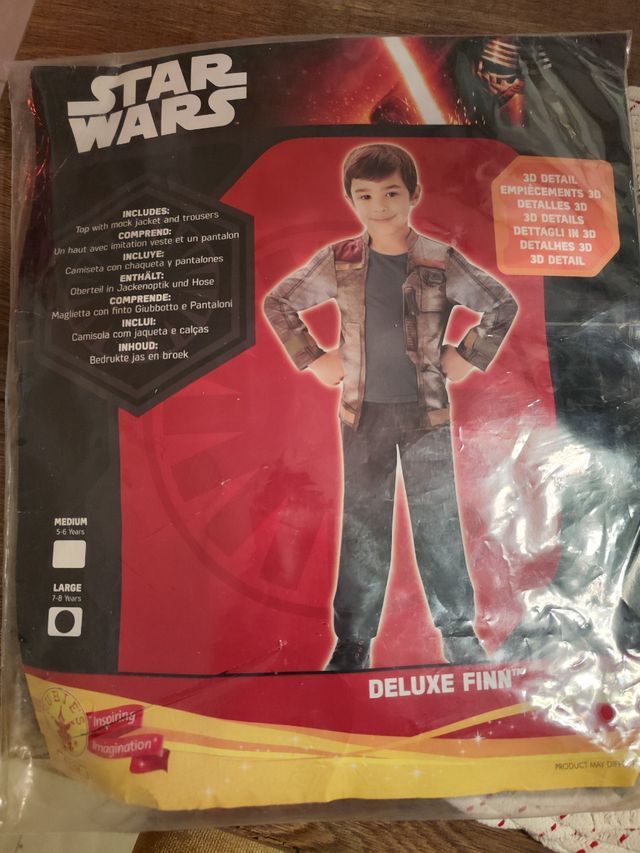 STAR
WARS
3D DETAIL
EMPIÈCEMENTS 3D
DETALLES 3D
3D DETAILS
DETTAGLI IN 3D
DETALHES 3D
3D DETAIL
INCLUDES:
Top with mock jacket and trousers
COMPREND:
Un haut avec imitation veste et un pantalon
INCLUYE:
Camiseta con chaqueta y pantalones
ENTHÄLT:
Oberteil in Jackenoptik und Hose
COMPRENDE:
Maglietta con finto Giubbotto e Pantaloni
INCLUI:
Camisola com jaqueta e calças
INHOUD:
Bedrukte jas en broek
MEDIUM
5-6 Years
LARGE
7-8 Years
DELUXE FINN™
RUBIE'S
Inspiring
Imagination
PRODUCT MAY